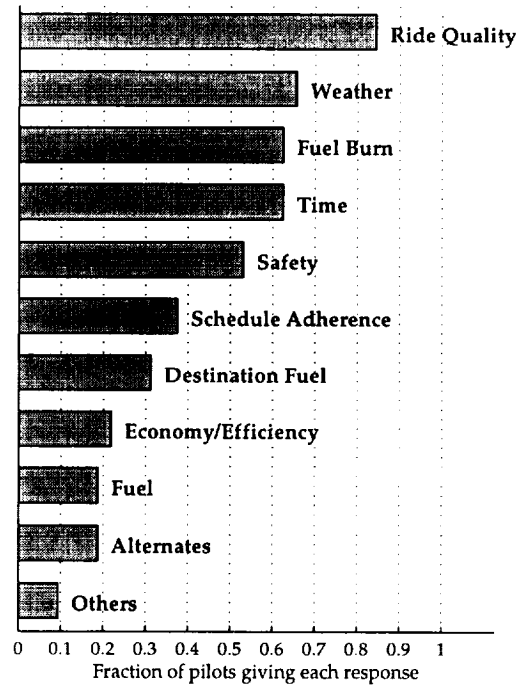 Ride Quality
Weather
Fuel Burn
Time
Safety
Schedule Adherence
Destination Fuel
Economy/Efficiency
Fuel
Alternates
Others
0 0.1 0.2 0.3 0.4 0.5 0.6 0.7 0.8 0.9 1
Fraction of pilots giving each response